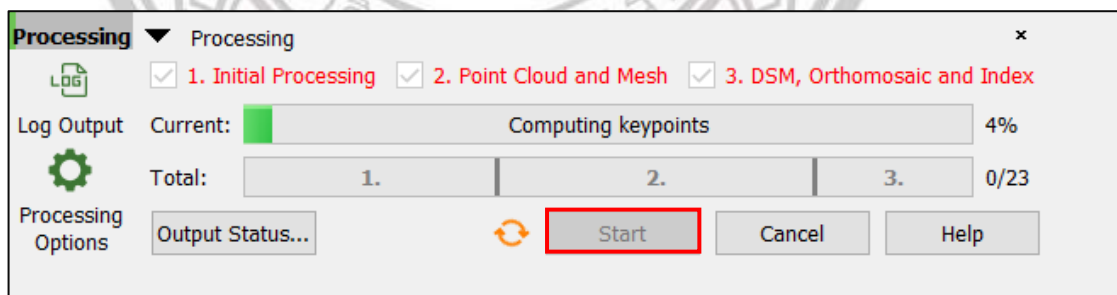 Processing
Processing
×
1. Initial Processing
2. Point Cloud and Mesh
3. DSM, Orthomosaic and Index
LOG
Log Output
Current:
Computing keypoints
4%
Total:
1.
2.
3.
0/23
Processing
Options
Output Status...
Start
Cancel
Help